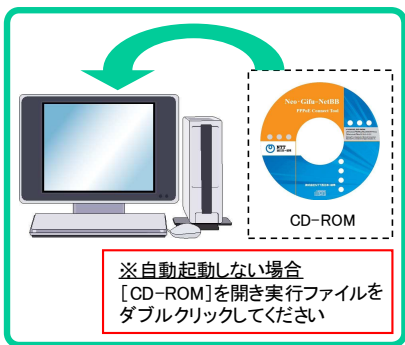 Neo·Gifu·NetBB
PPPoE Connect Tool
NTT
CD-ROM
※自動起動しない場合
[CD-ROM]を開き実行ファイルを
ダブルクリックしてください